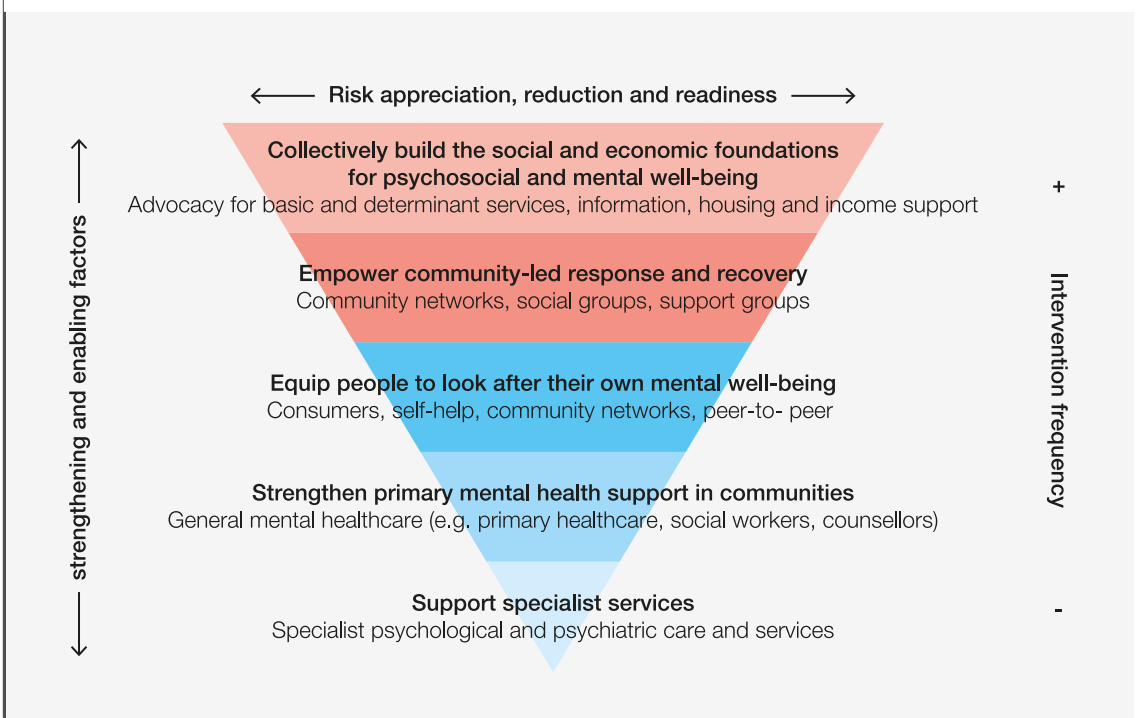 Risk appreciation, reduction and readiness
strengthening and enabling factors
Collectively build the social and economic foundations
for psychosocial and mental well-being
Advocacy for basic and determinant services, information, housing and income support
Empower community-led response and recovery
Community networks, social groups, support groups
Equip people to look after their own mental well-being
Consumers, self-help, community networks, peer-to- peer
Strengthen primary mental health support in communities
General mental healthcare (e.g. primary healthcare, social workers, counsellors)
Support specialist services
Specialist psychological and psychiatric care and services
+
Intervention frequency
-